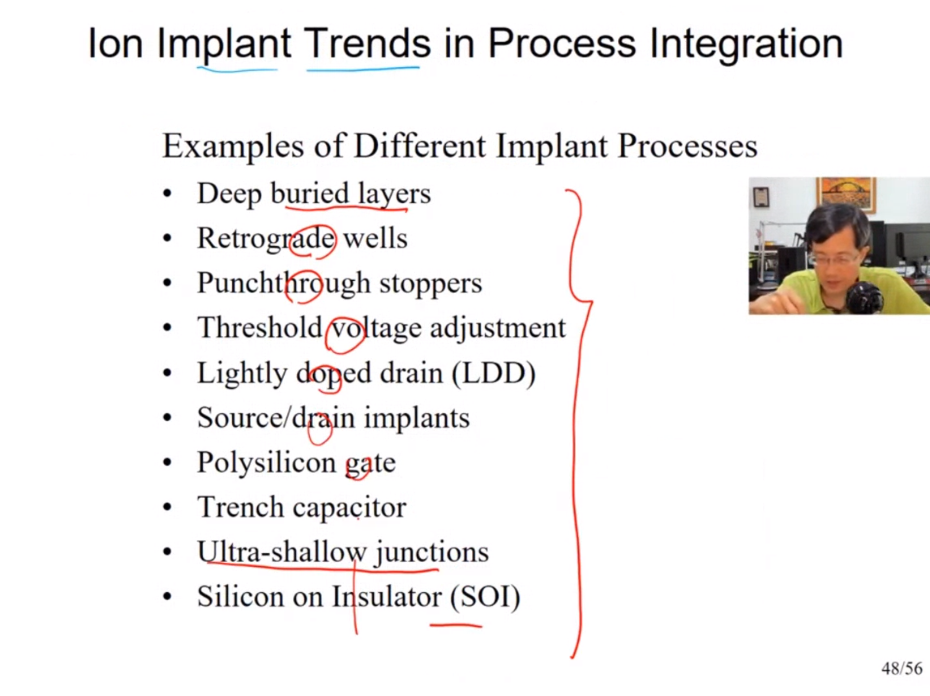 Ion Implant Trends in Process Integration
Examples of Different Implant Processes
• Deep buried layers
• Retrograde wells
• Punchthrough stoppers
• Threshold voltage adjustment
• Lightly doped drain (LDD)
• Source/drain implants
• Polysilicon gate
• Trench capacitor
• Ultra-shallow junctions
• Silicon on Insulator (SOI)
48/56